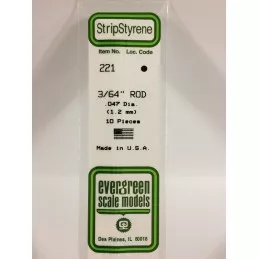 StripStyrene
Item No. Loc. Code
221
3/64" ROD
.047 Dia.
(1.2 mm)
10 Pieces
Made in U.S.A.
evergreen
scale models
Des Plaines, IL 60018